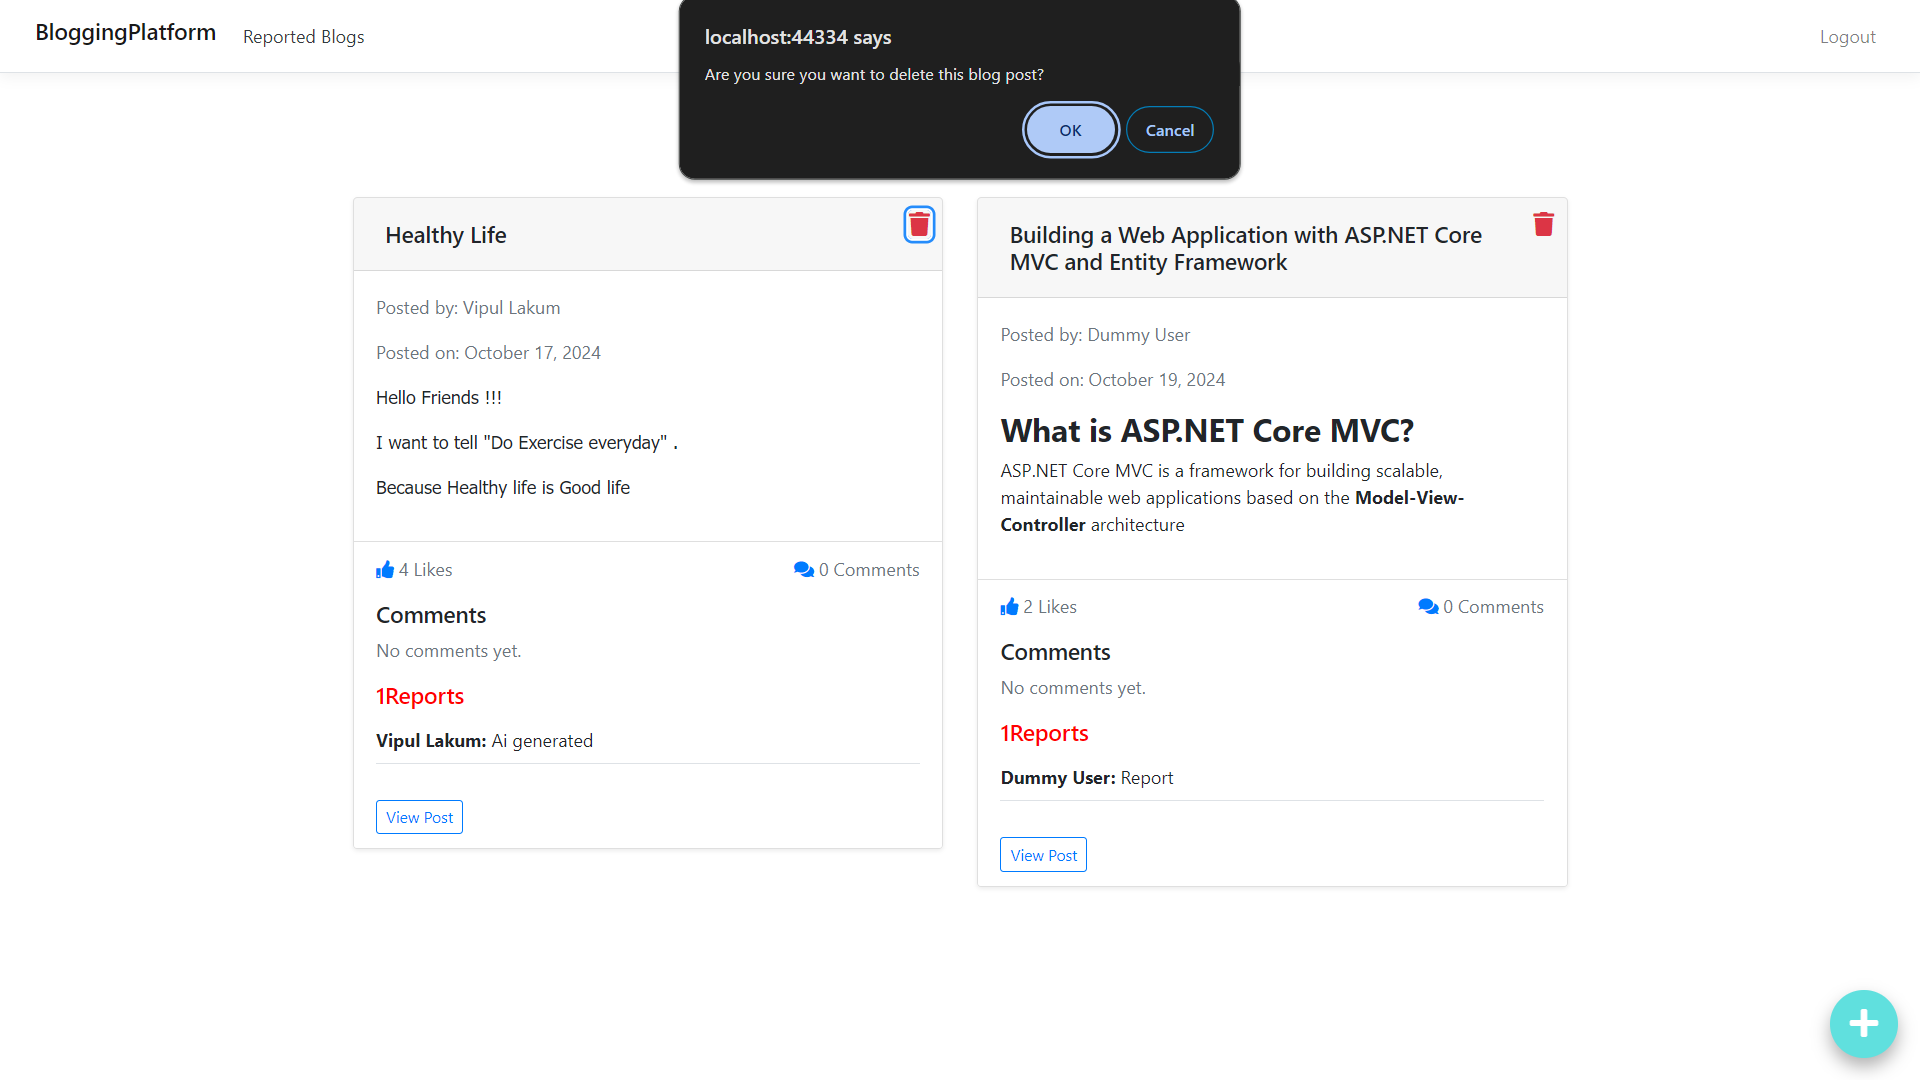 BloggingPlatform
Reported Blogs
Logout
localhost:44334 says
Are you sure you want to delete this blog post?
OK
Cancel
Healthy Life
Posted by: Vipul Lakum
Posted on: October 17, 2024
Hello Friends !!!
I want to tell "Do Exercise everyday" .
Because Healthy life is Good life
4 Likes
0 Comments
Comments
No comments yet.
1Reports
Vipul Lakum: Ai generated
View Post
Building a Web Application with ASP.NET Core
MVC and Entity Framework
Posted by: Dummy User
Posted on: October 19, 2024
What is ASP.NET Core MVC?
ASP.NET Core MVC is a framework for building scalable,
maintainable web applications based on the Model-View-
Controller architecture
2 Likes
0 Comments
Comments
No comments yet.
1Reports
Dummy User: Report
View Post